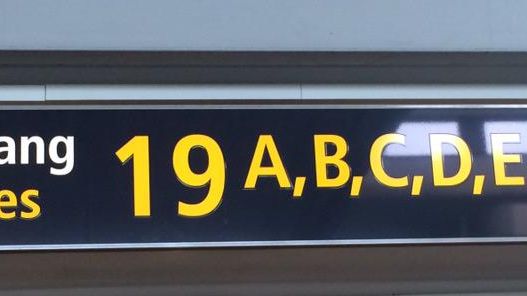 ang 19 A,B,C,D,E
es